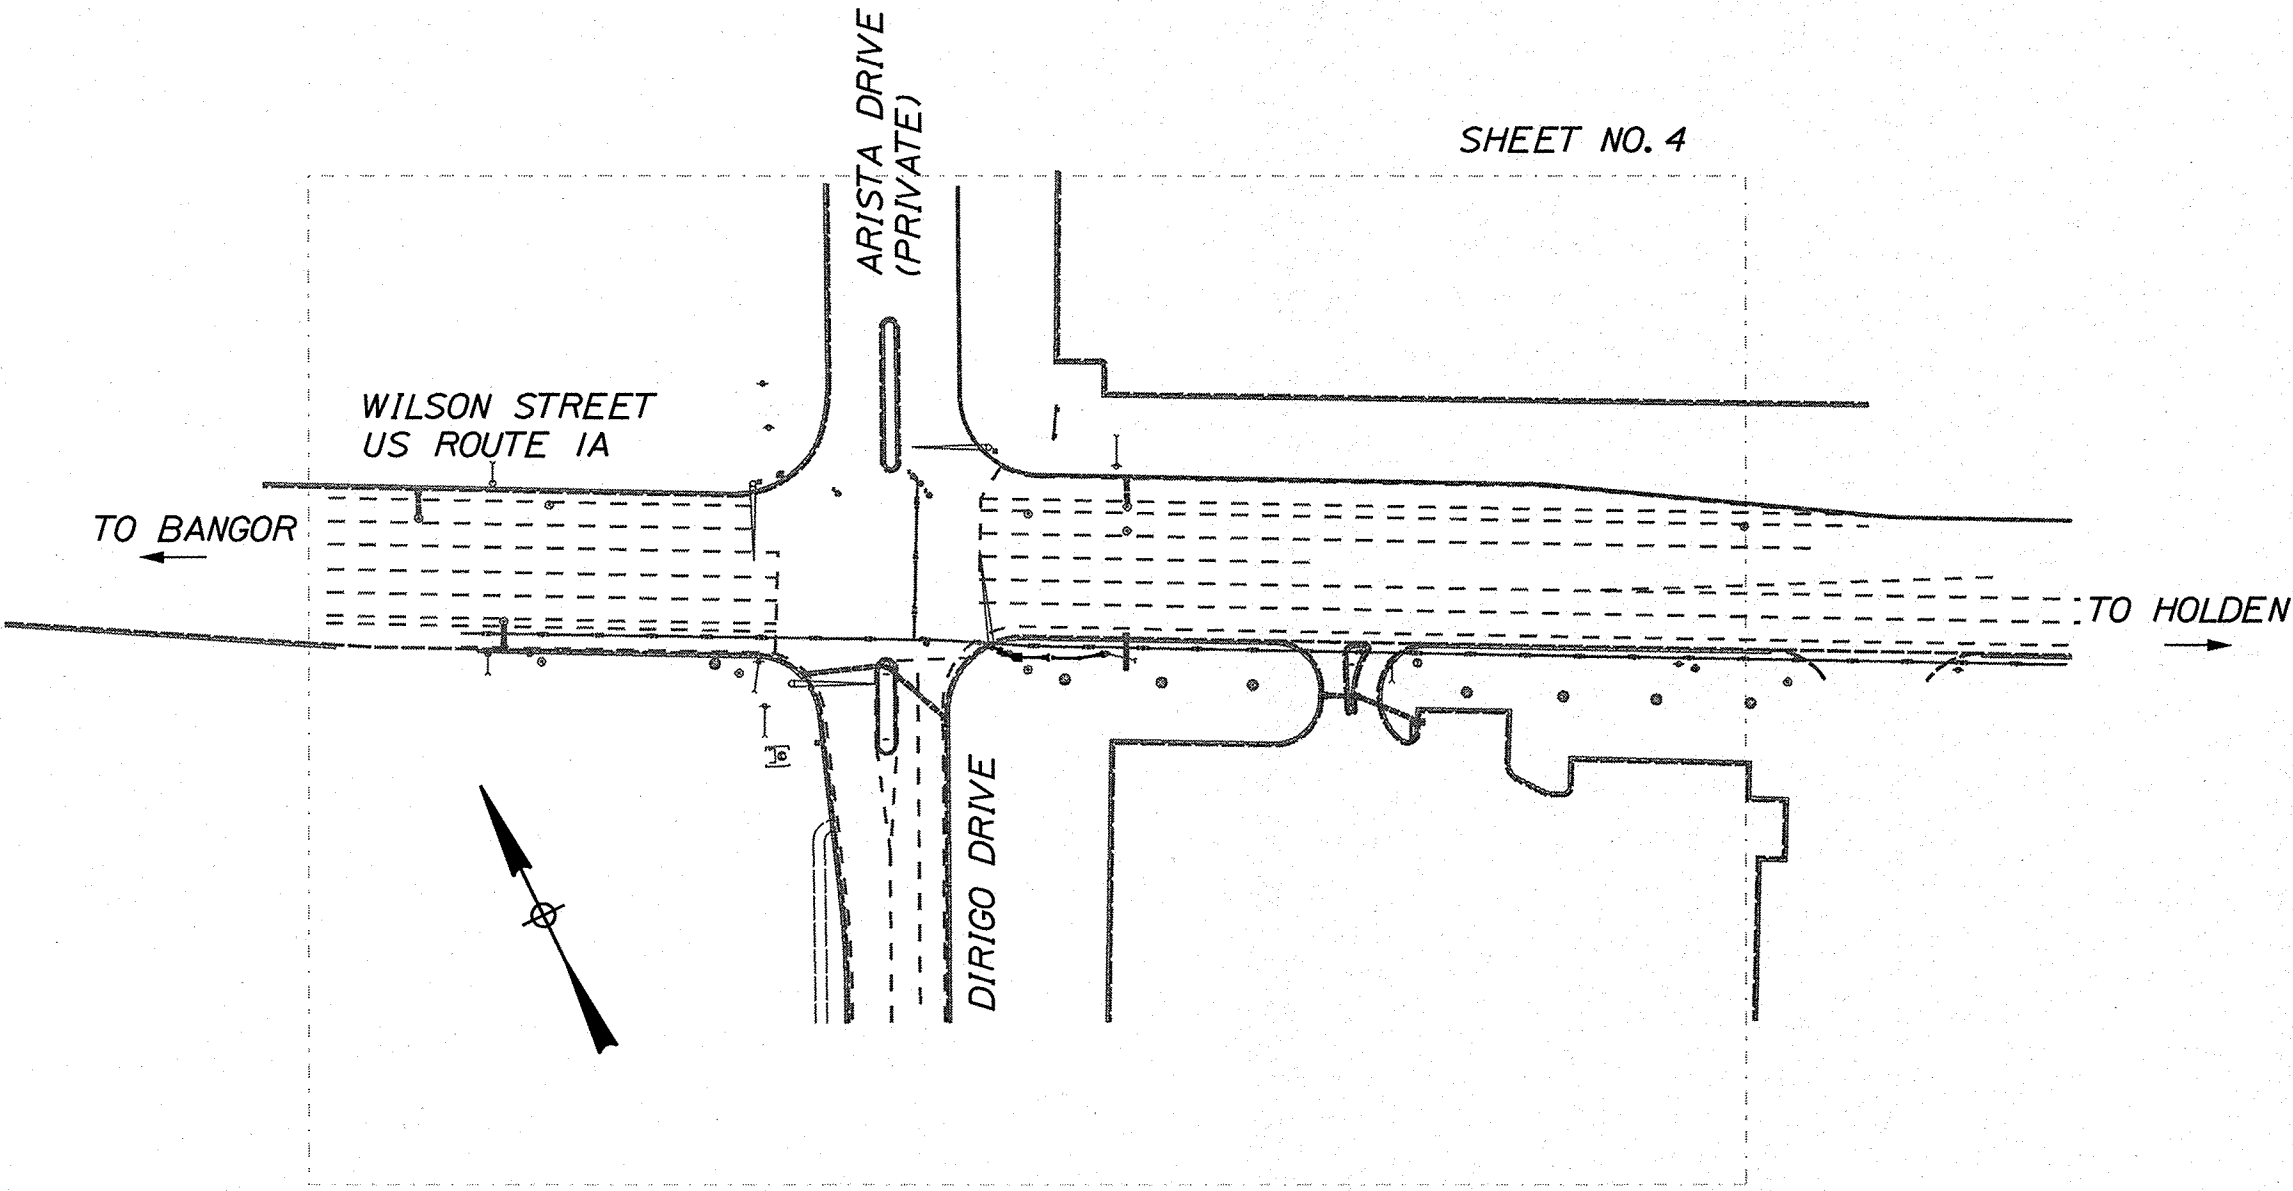 ARISTA DRIVE
(PRIVATE)
SHEET NO. 4
WILSON STREET
US ROUTE 1A
TO BANGOR
TO HOLDEN
DIRIGO DRIVE